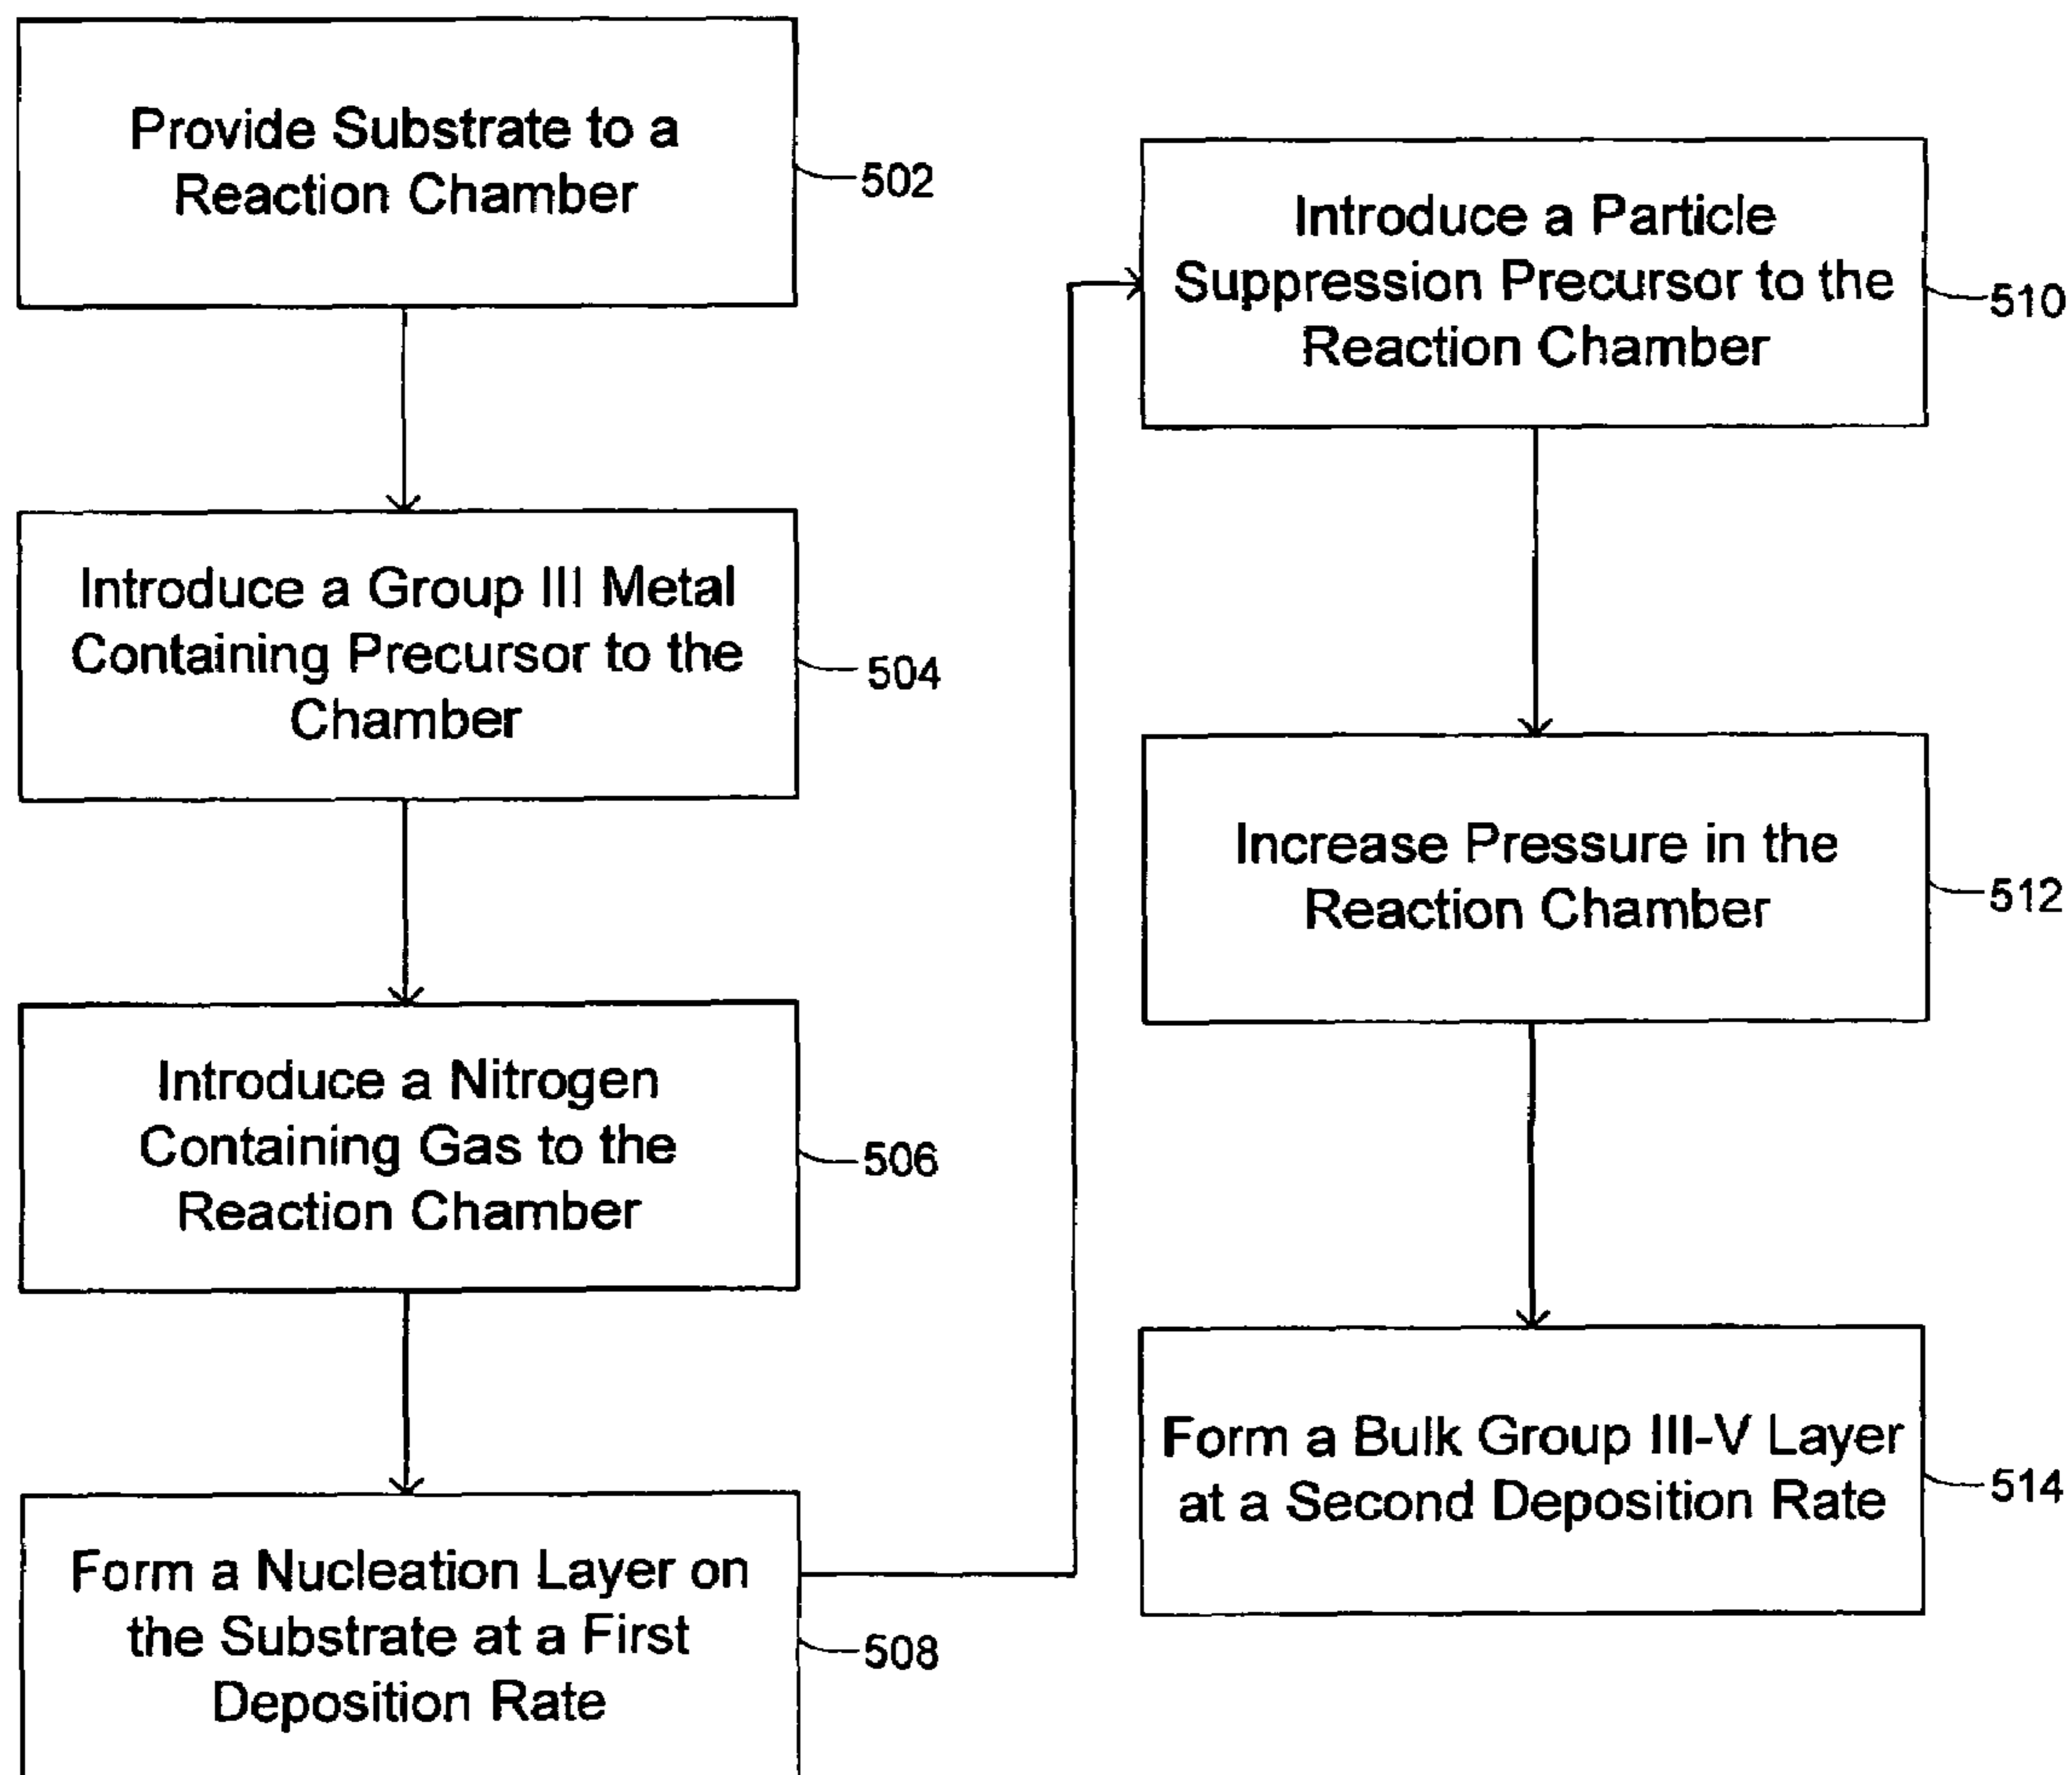 Provide Substrate to a
Reaction Chamber
502
Introduce a Group III Metal
Containing Precursor to the
Chamber
504
Introduce a Nitrogen
Containing Gas to the
Reaction Chamber
506
Form a Nucleation Layer on
the Substrate at a First
Deposition Rate
508
Introduce a Particle
Suppression Precursor to the
Reaction Chamber
510
Increase Pressure in the
Reaction Chamber
512
Form a Bulk Group III-V Layer
at a Second Deposition Rate
514